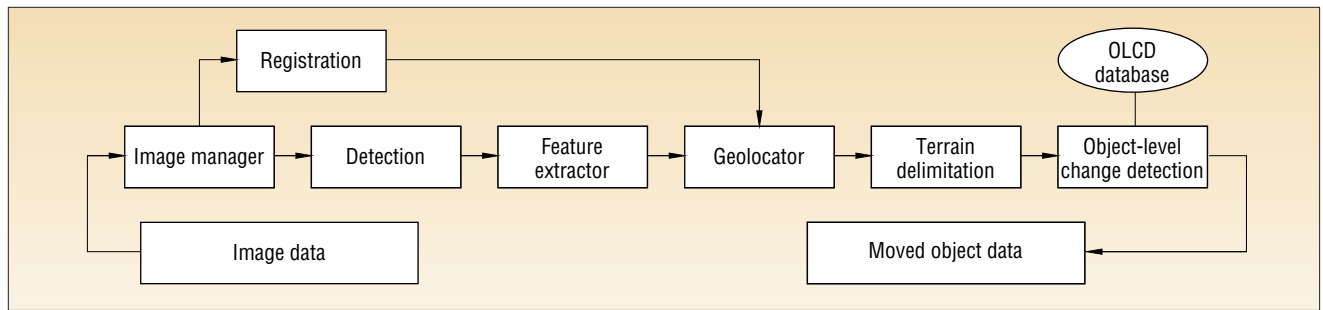 Registration
OLCD
database
Image manager
Detection
Feature
extractor
Geolocator
Terrain
delimitation
Object-level
change detection
Image data
Moved object data